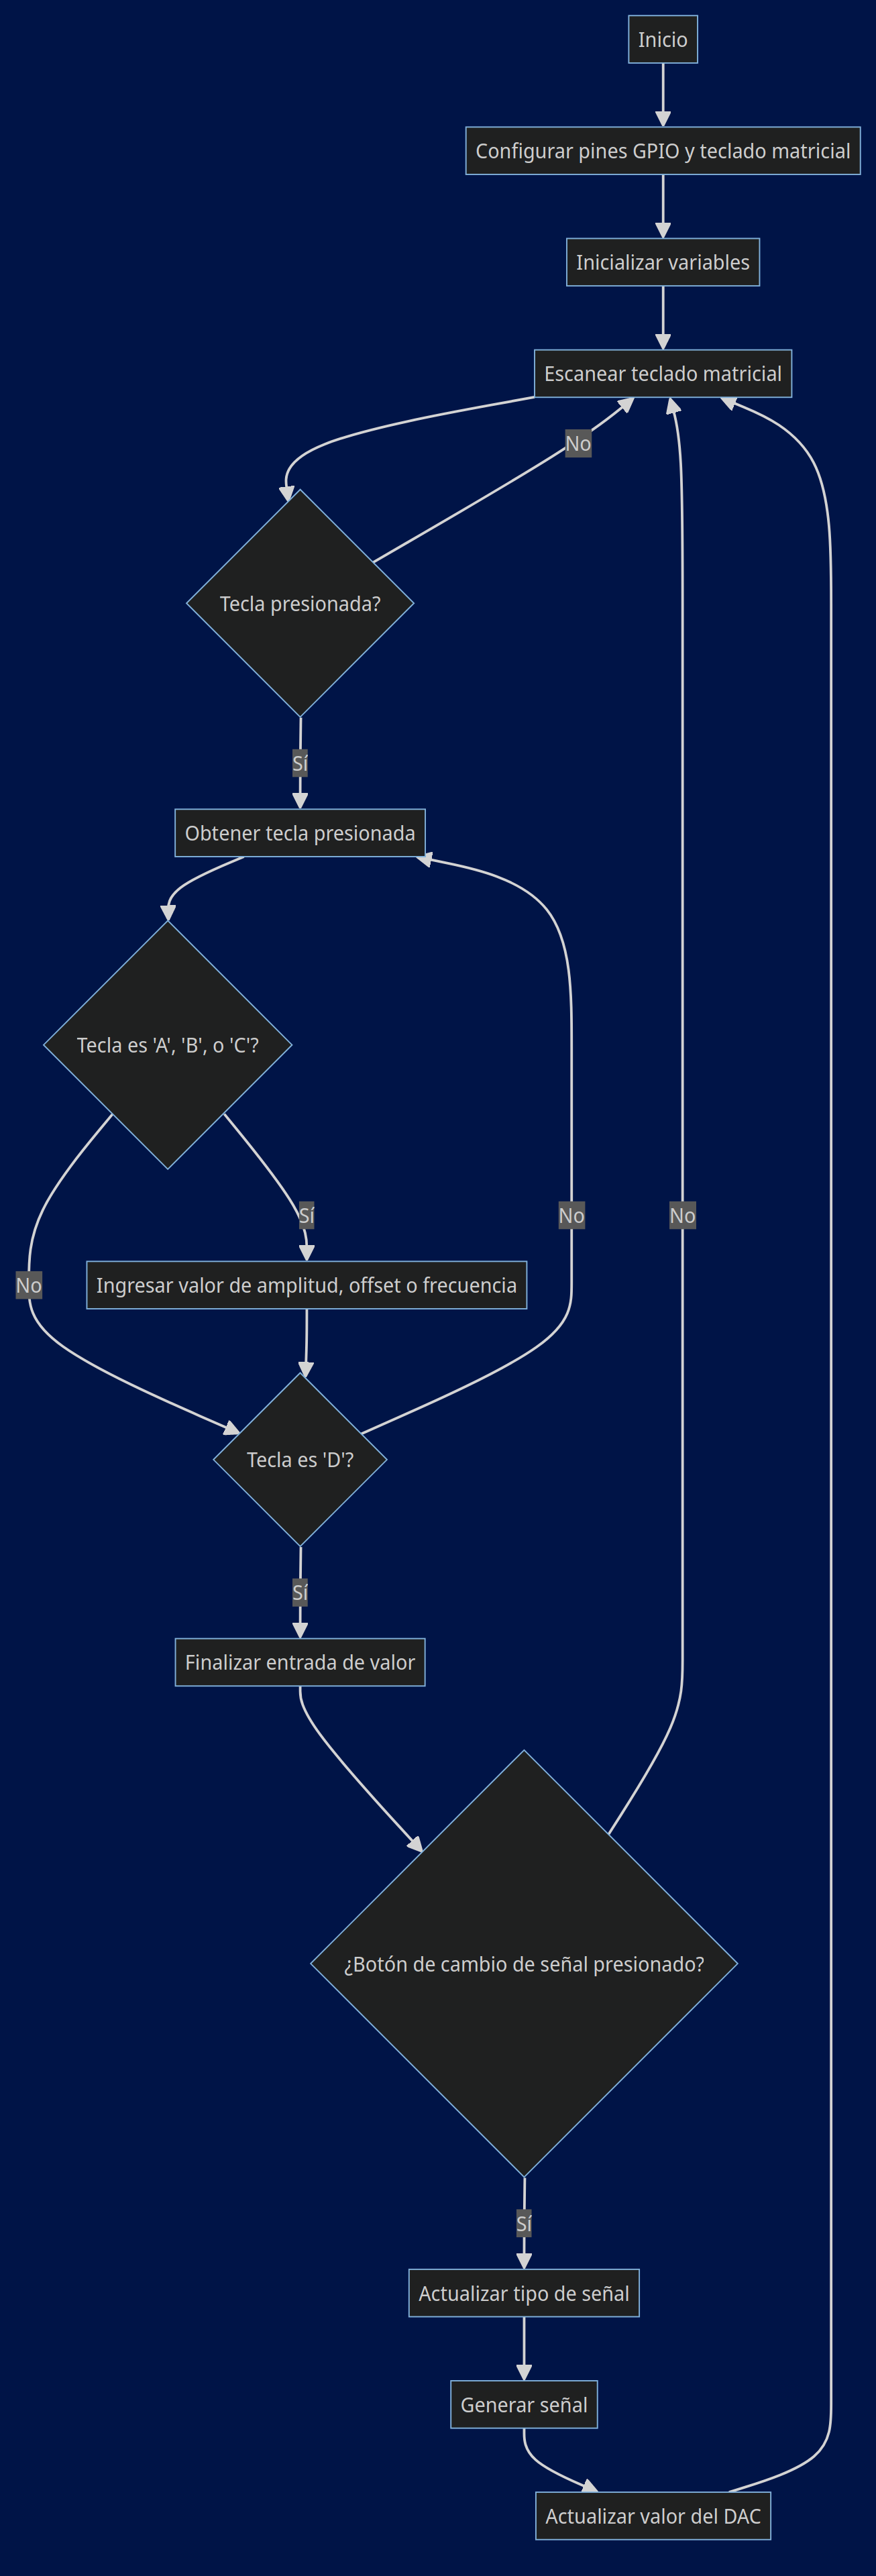 Inicio
Configurar pines GPIO y teclado matricial
Inicializar variables
Escanear teclado matricial
No
Tecla presionada?
Sí
Obtener tecla presionada
Tecla es 'A', 'B', o 'C'?
Sí
No
No
Ingresar valor de amplitud, offset o frecuencia
No
Tecla es 'D'?
Sí
Finalizar entrada de valor
¿Botón de cambio de señal presionado?
Sí
Actualizar tipo de señal
Generar señal
Actualizar valor del DAC